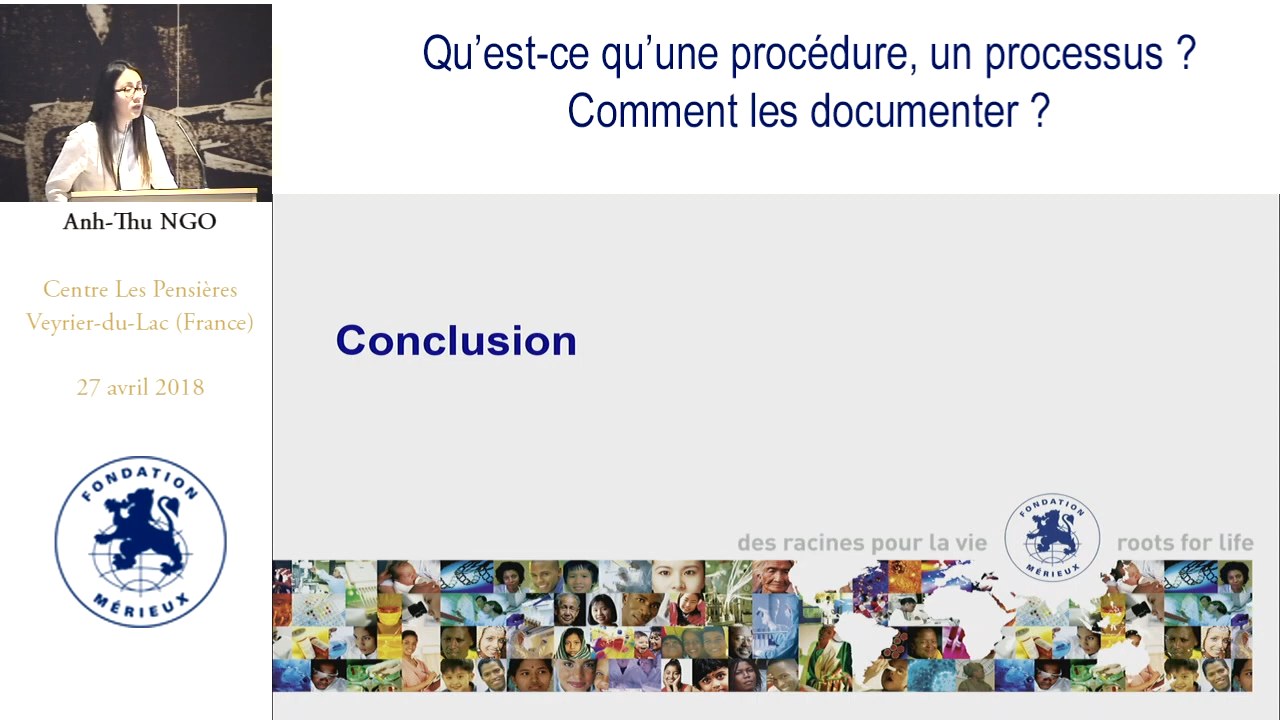 Qu’est-ce qu’une procédure, un processus ?
Comment les documenter ?
Anh-Thu NGO
Centre Les Pensières
Veyrier-du-Lac (France)
27 avril 2018
FONDATION
MÉRIEUX
Conclusion
des racines pour la vie
FONDATION
MÉRIEUX
roots for life